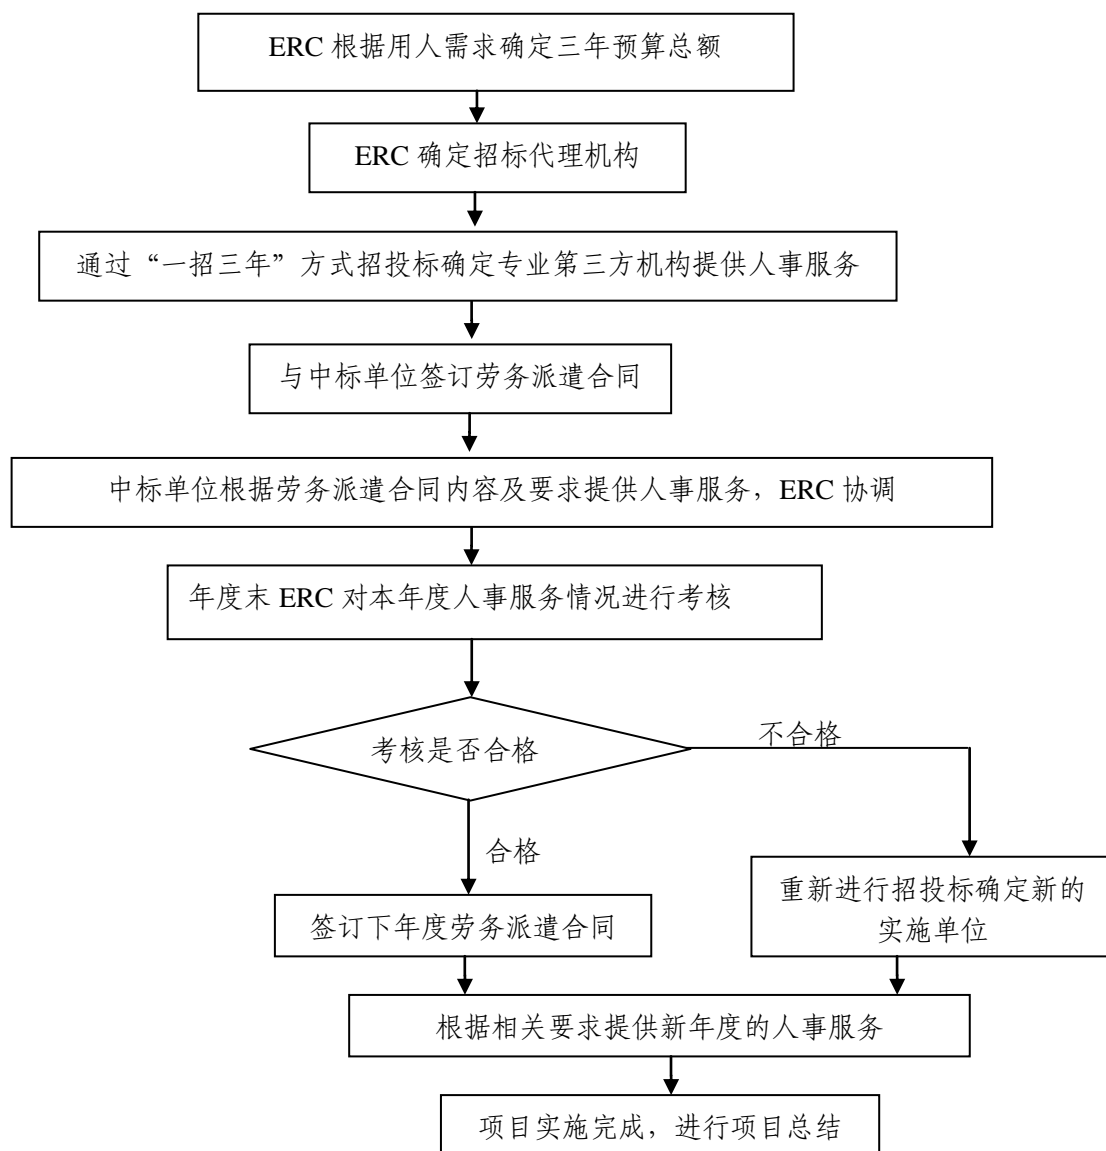 ERC 根据用人需求确定三年预算总额
ERC 确定招标代理机构
通过“一招三年”方式招投标确定专业第三方机构提供人事服务
与中标单位签订劳务派遣合同
中标单位根据劳务派遣合同内容及要求提供人事服务，ERC 协调
年度末 ERC 对本年度人事服务情况进行考核
考核是否合格
不合格
合格
重新进行招投标确定新的
实施单位
签订下年度劳务派遣合同
根据相关要求提供新年度的人事服务
项目实施完成，进行项目总结